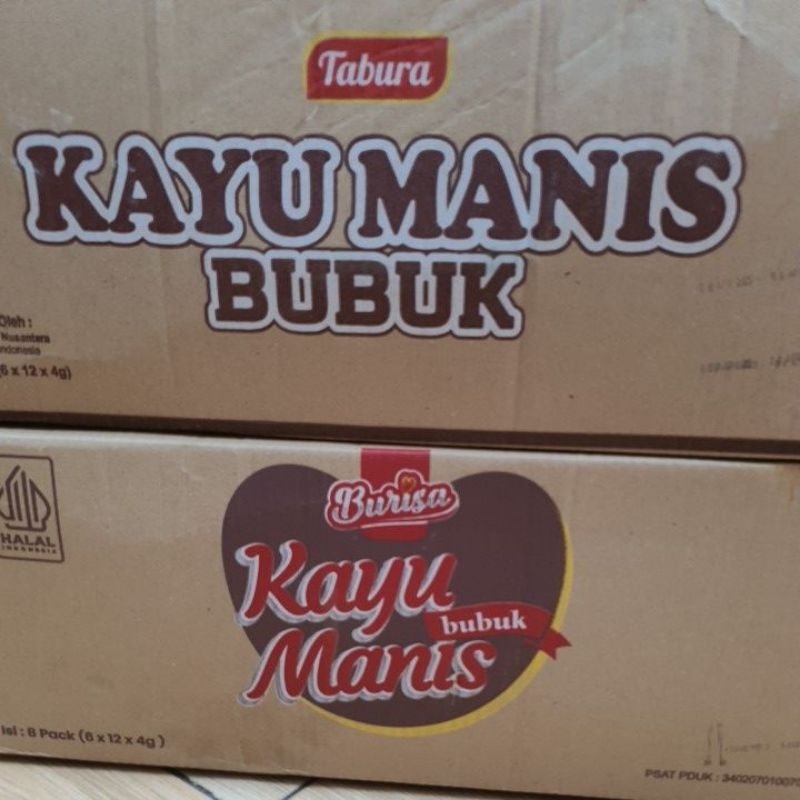 Tabura
KAYU MANIS
BUBUK
Oleh :
Nusantara
Indonesia
(6 x 12 x 4g)
HALAL
INDONESIA
Burisa
Kayu
bubuk
Manis
Isi : 8 Pack (6 x 12 x 4g)
PSAT PDUK :